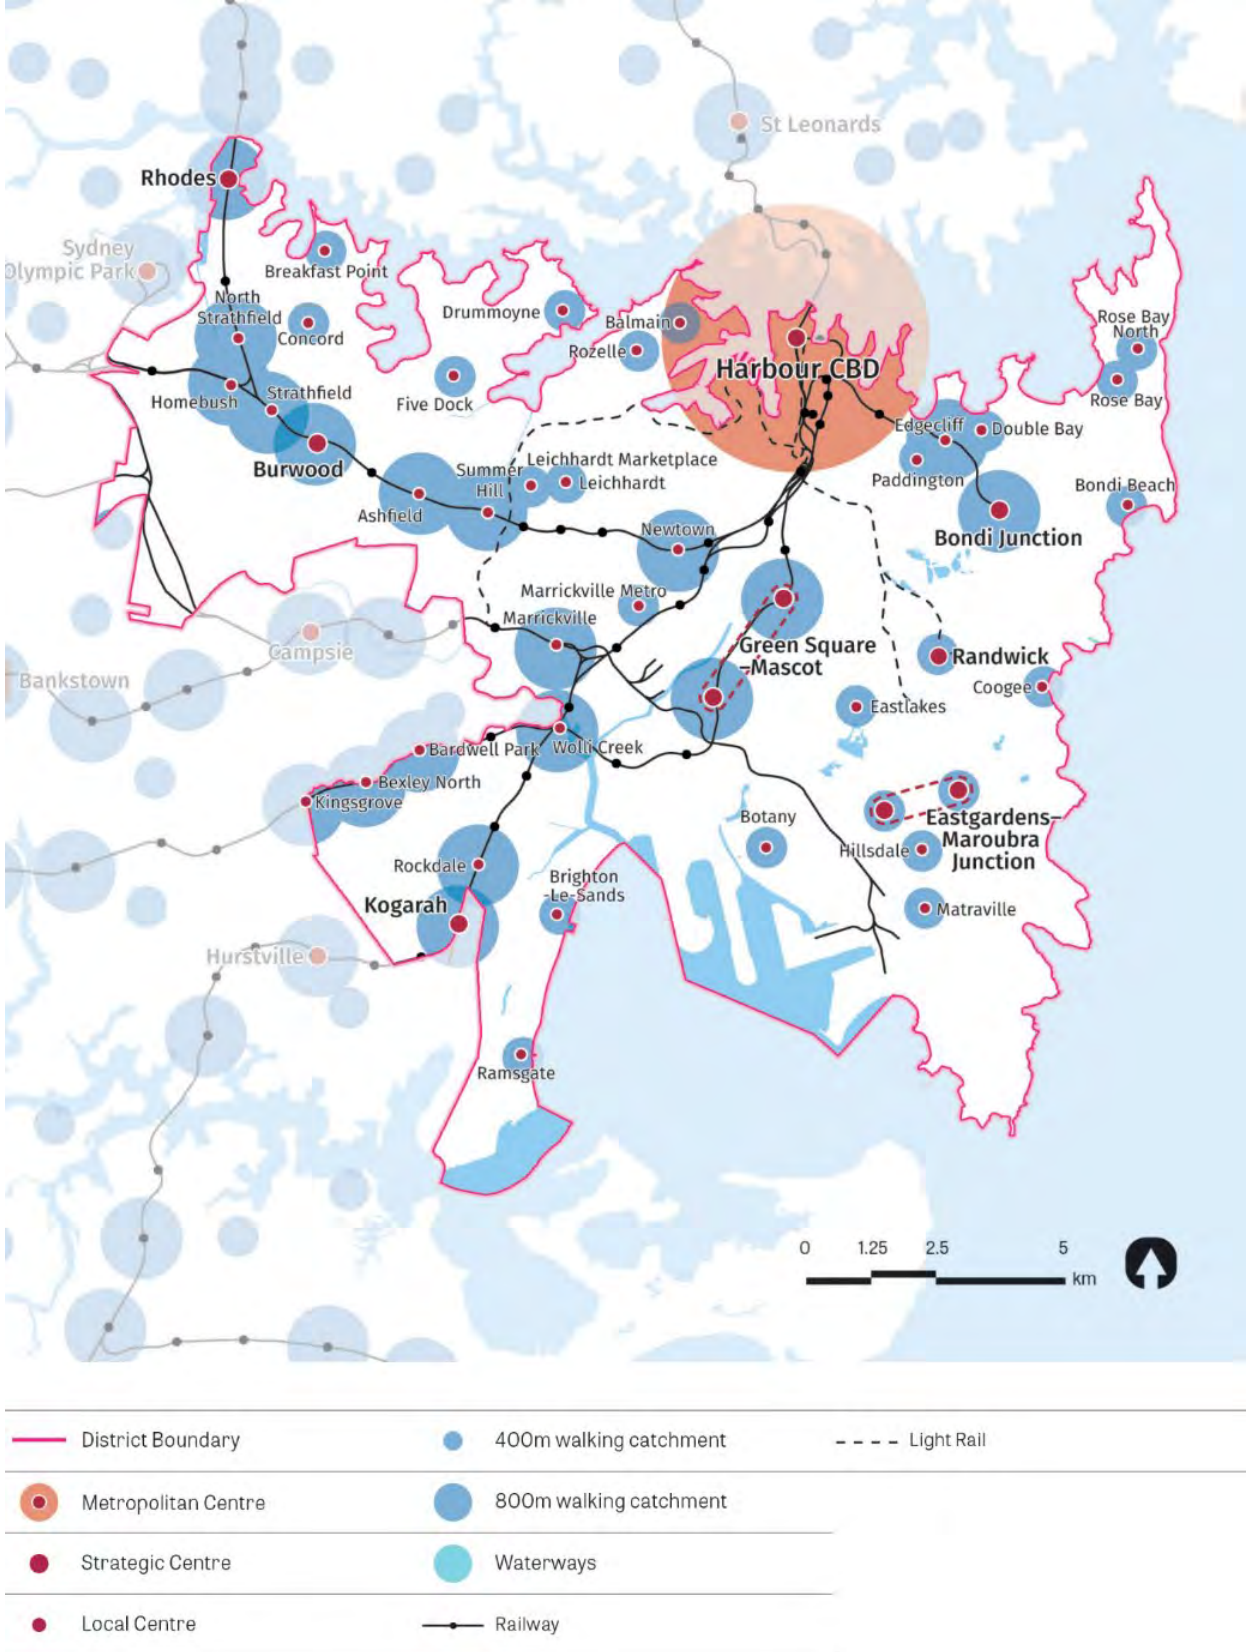 St Leonards
Rhodes
Sydney
Olympic Park
Breakfast Point
North
Strathfield
Concord
Drummoyne
Balmain
Rozelle
Harbour CBD
Rose Bay
North
Rose Bay
Homebush
Strathfield
Five Dock
Edgecliff
Double Bay
Burwood
Summer
Hill
Leichhardt Marketplace
Leichhardt
Paddington
Bondi Beach
Ashfield
Newtown
Bondi Junction
Marrickville Metro
Marrickville
Campsie
Green Square
–Mascot
Randwick
Bankstown
Coogee
Eastlakes
Bardwell Park
Wolli Creek
Bexley North
Kingsgrove
Botany
Eastgardens–
Maroubra
Junction
Hillsdale
Rockdale
Brighton
-Le-Sands
Kogarah
Matraville
Hurstville
Ramsgate
0 1.25 2.5 5
km
District Boundary
400m walking catchment
Light Rail
Metropolitan Centre
800m walking catchment
Strategic Centre
Waterways
Local Centre
Railway